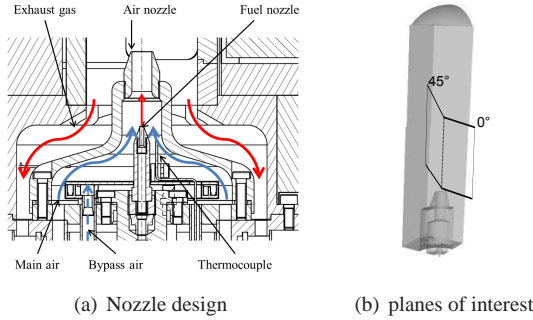 Exhaust gas
Air nozzle
Fuel nozzle
45°
0°
Main air
Bypass air
Thermocouple
(a) Nozzle design
(b) planes of interest